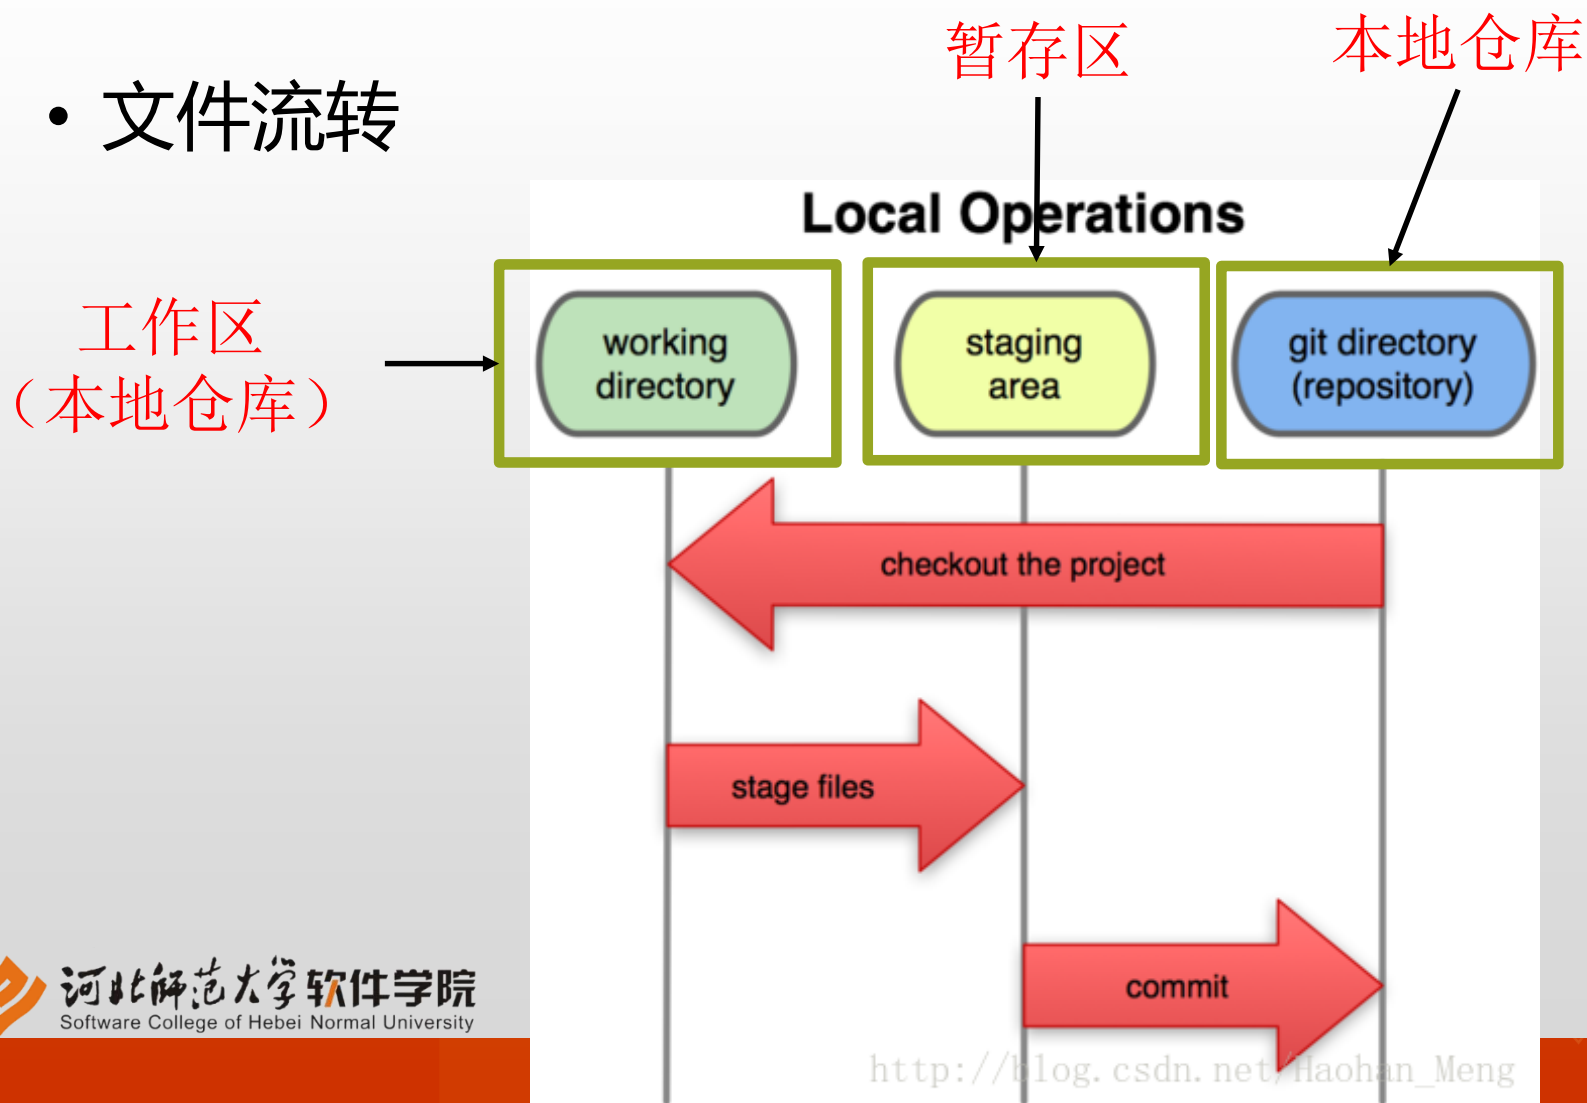 暂存区
本地仓库
• 文件流转
Local Operations
工作区
（本地仓库）
working
directory
staging
area
git directory
(repository)
checkout the project
stage files
commit
河北师范大学软件学院
Software College of Hebei Normal University
http://blog.csdn.net/Haohan_Meng